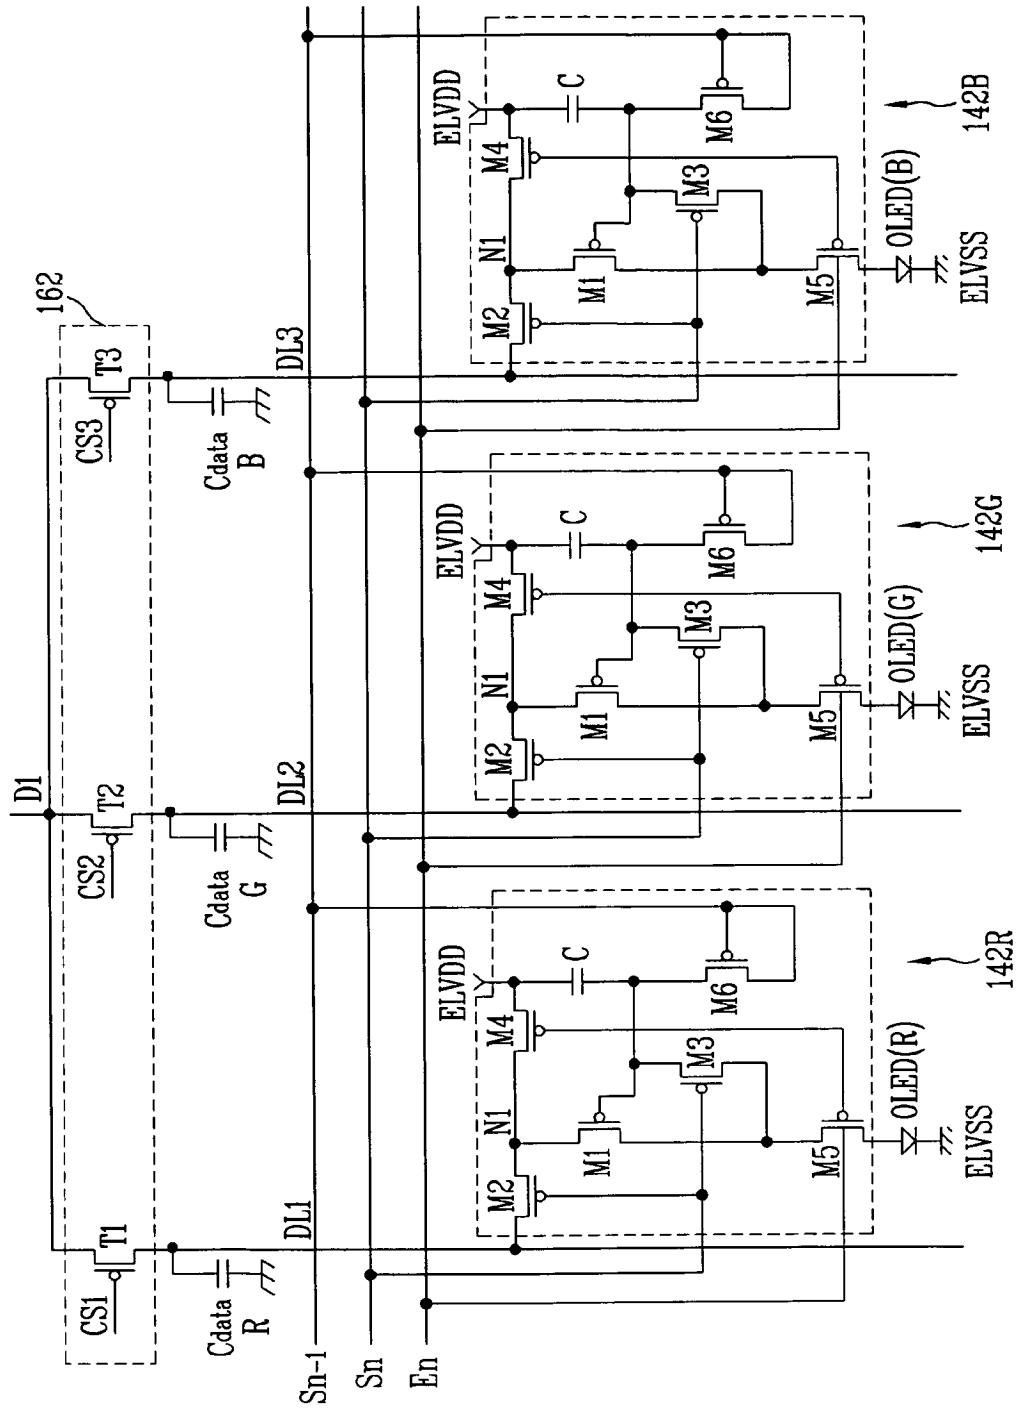 162
D1
CS1
T1
CS2
T2
CS3
T3
Cdata
R
Cdata
G
Cdata
B
DL1
DL2
DL3
Sn-1
Sn
En
ELVDD
M2
N1
M4
C
M1
M3
M6
M5
OLED(R)
ELVSS
142R
ELVDD
M2
N1
M4
C
M1
M3
M6
M5
OLED(G)
ELVSS
142G
ELVDD
M2
N1
M4
C
M1
M3
M6
M5
OLED(B)
ELVSS
142B